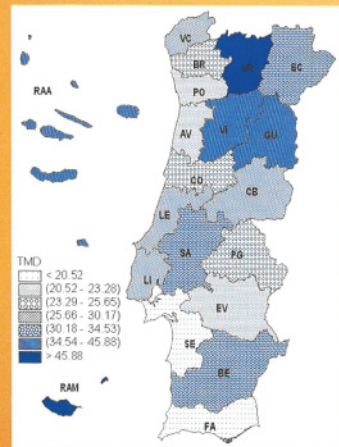 VC
BR
VR
BC
RAA
PO
AV
VI
GU
CO
CB
LE
SA
PG
TMD
< 20.52
(20.52 - 23.28)
(23.29 - 25.65)
(25.66 - 30.17)
(30.18 - 34.53)
(34.54 - 45.88)
> 45.88
LI
EV
SE
BE
RAM
FA